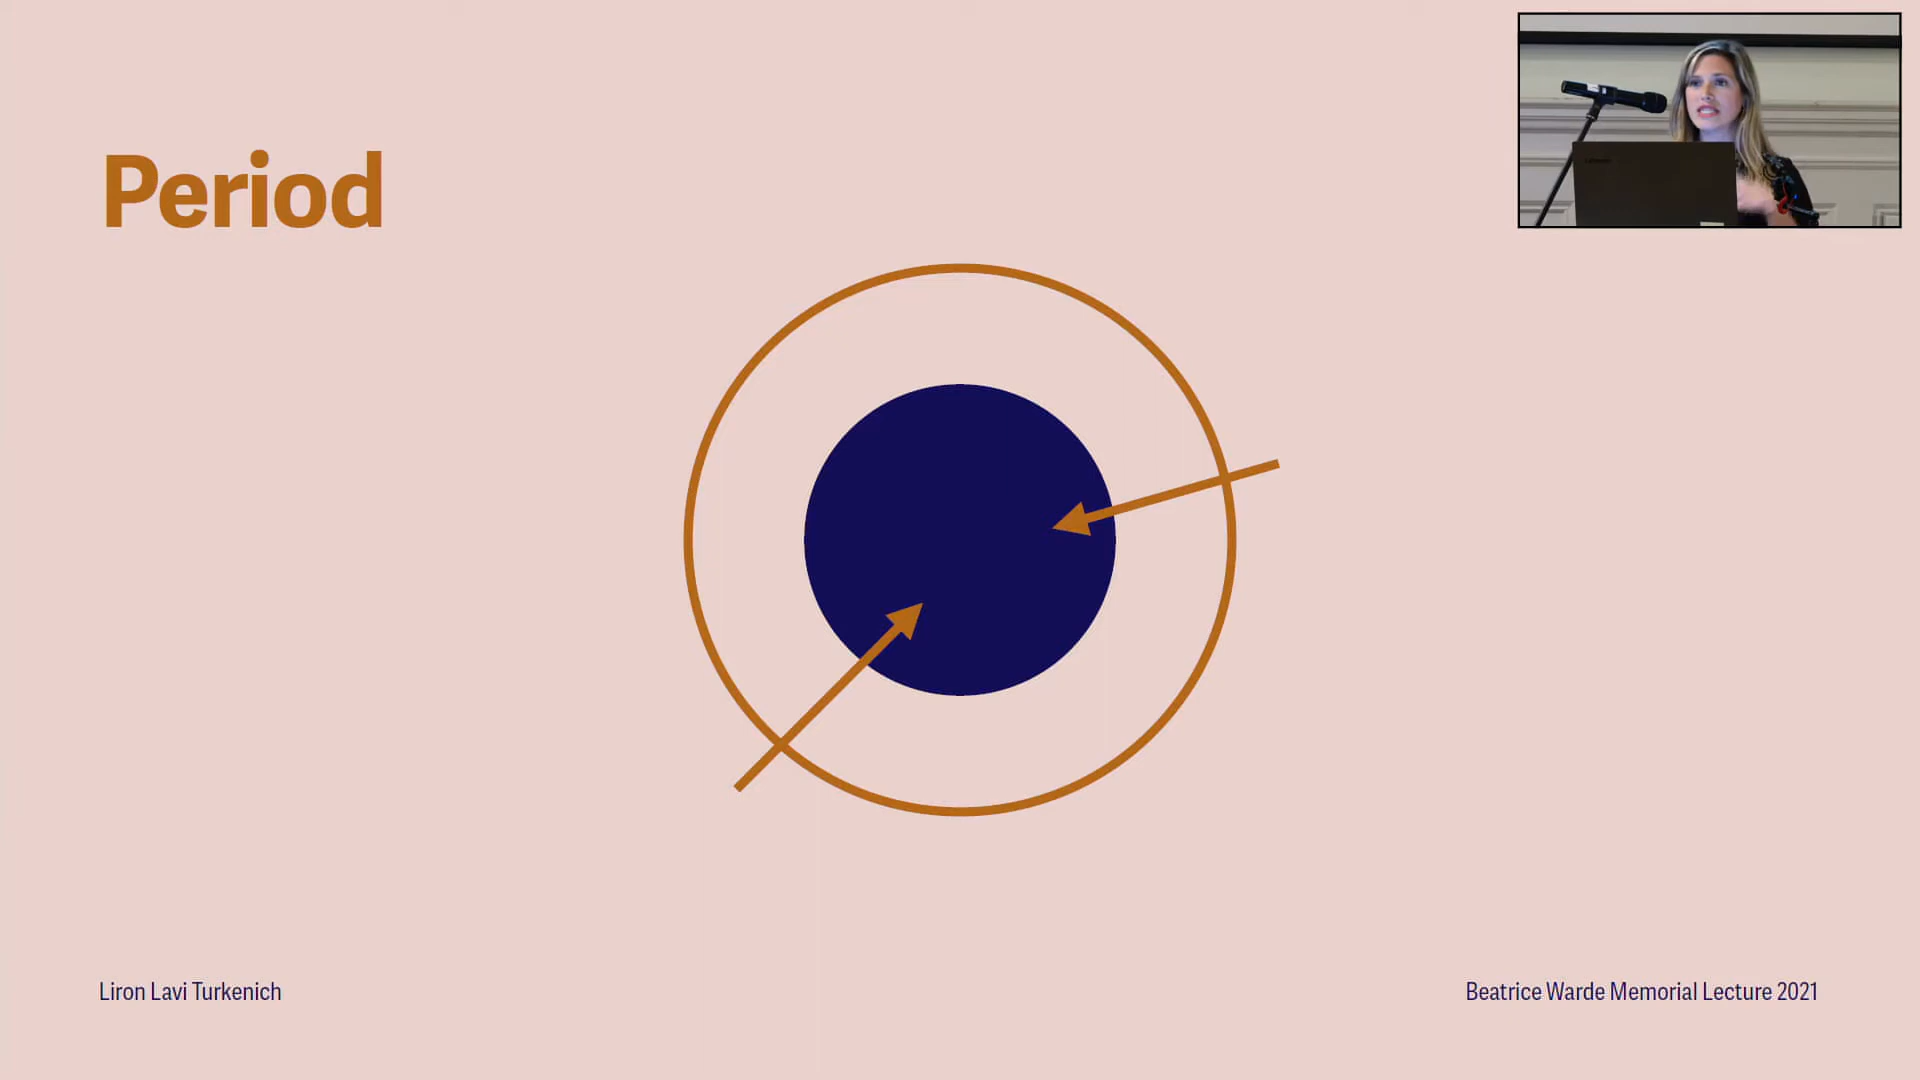 Period
Liron Lavi Turkenich
Beatrice Warde Memorial Lecture 2021